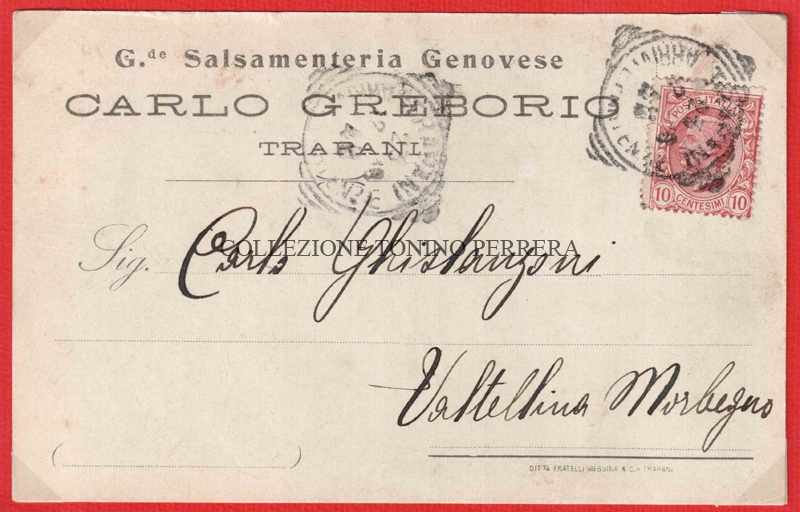 G.de Salsamenteria Genovese
CARLO GREBORIO
TRAPANI
POSTE ITALIANE
10 CENTESIMI 10
Sig. Carlo Ghislanzoni
COLLEZIONE TONINO PERRERA
Valtellina Morbegno
DITTA FRATELLI MESSINA & C. - TRAPANI